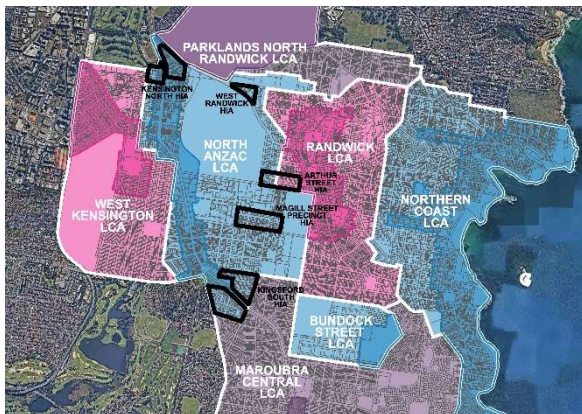 PARKLANDS NORTH
RANDWICK LCA
KENSINGTON
NORTH HIA
WEST
RANDWICK
HIA
NORTH
ANZAC
LCA
RANDWICK
LCA
ARTHUR
STREET
HIA
WEST
KENSINGTON
LCA
NORTHERN
COAST LCA
MAGILL STREET
PRECINCT
HIA
KINGSFORD
SOUTH
HIA
BUNDOCK
STREET
LCA
MAROUBRA
CENTRAL
LCA